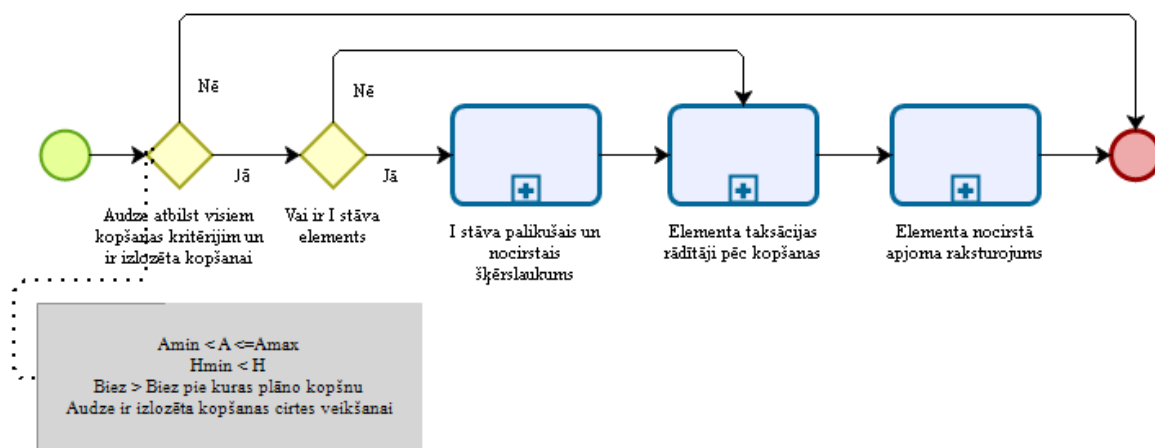 Nē
Nē
Jā
Jā
Audze atbilst visiem
kopšanas kritērijim un
ir izlozēta kopšanai
Vai ir I stāva
elements
I stāva palikušais un
nocirstais
šķērslaukums
Elementa taksācijas
rādītāji pēc kopšanas
Elementa nocirstā
apjoma raksturojums
Amin < A <=Amax
Hmin < H
Biez > Biez pie kuras plāno kopšnu
Audze ir izlozēta kopšanas cirtes veikšanai